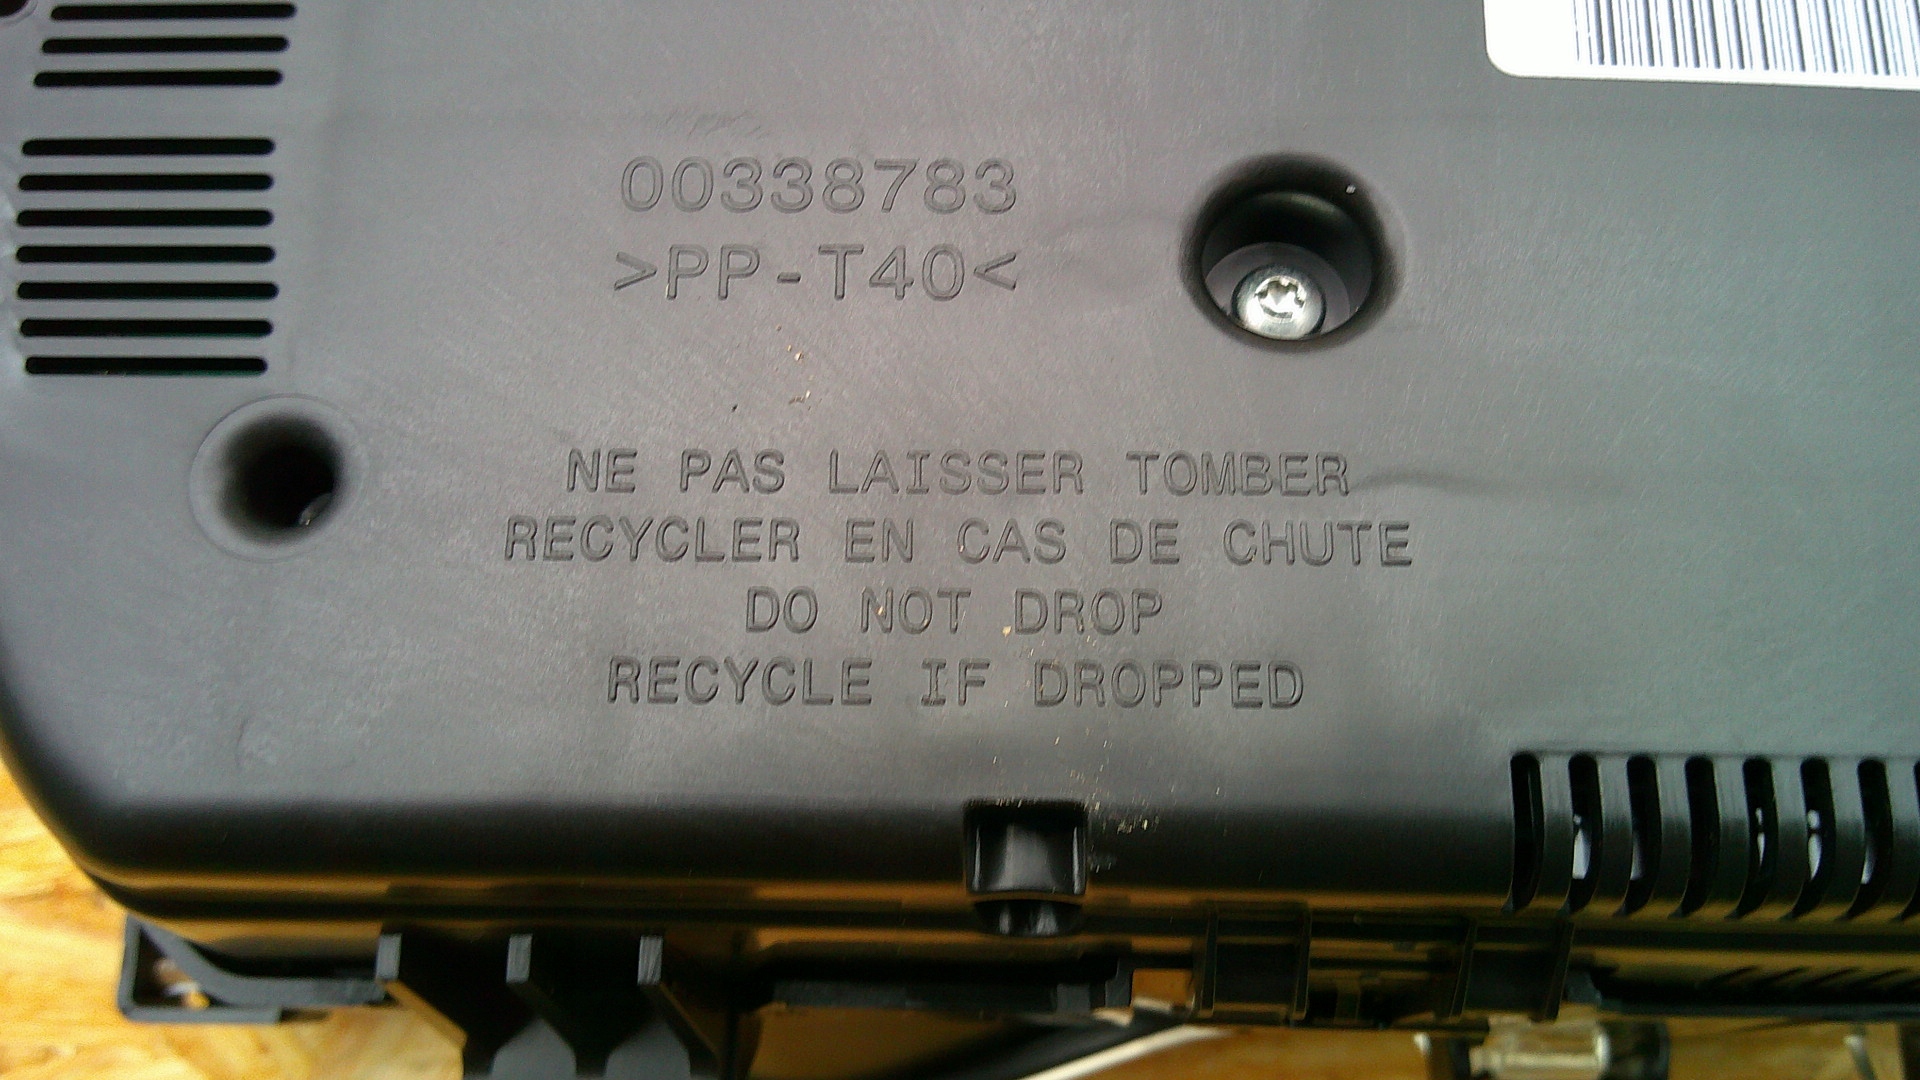 00338783
>PP-T40<
NE PAS LAISSER TOMBER
RECYCLER EN CAS DE CHUTE
DO NOT DROP
RECYCLE IF DROPPED